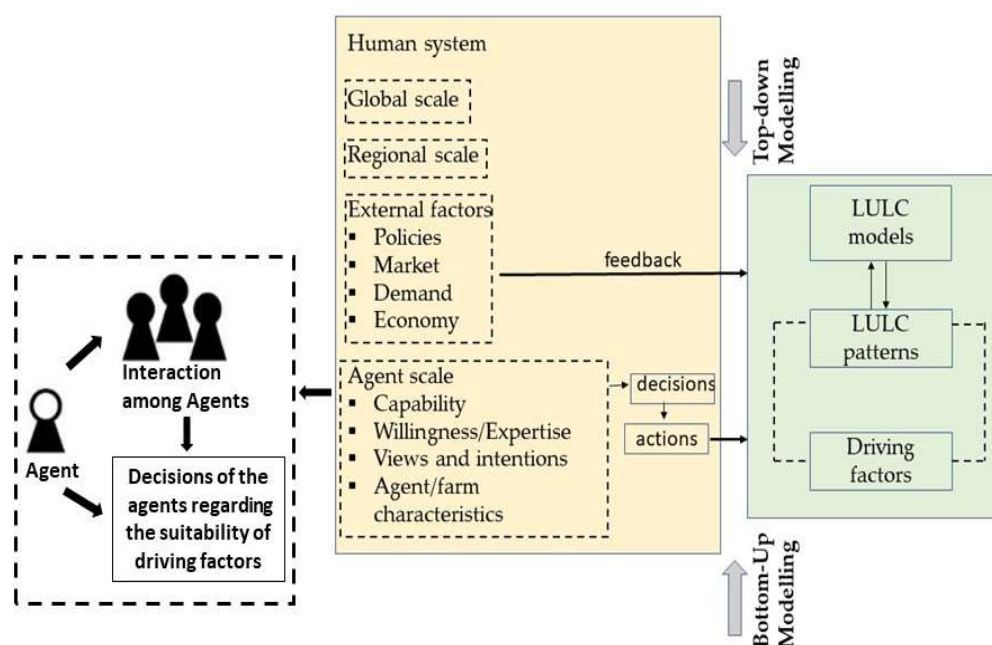 Human system
Global scale
Regional scale
External factors
▪ Policies
▪ Market
▪ Demand
▪ Economy
feedback
Agent scale
▪ Capability
▪ Willingness/Expertise
▪ Views and intentions
▪ Agent/farm
characteristics
decisions
actions
Top-down
Modelling
Bottom-Up
Modelling
LULC
models
LULC
patterns
Driving
factors
Interaction
among Agents
Agent
Decisions of the
agents regarding
the suitability of
driving factors